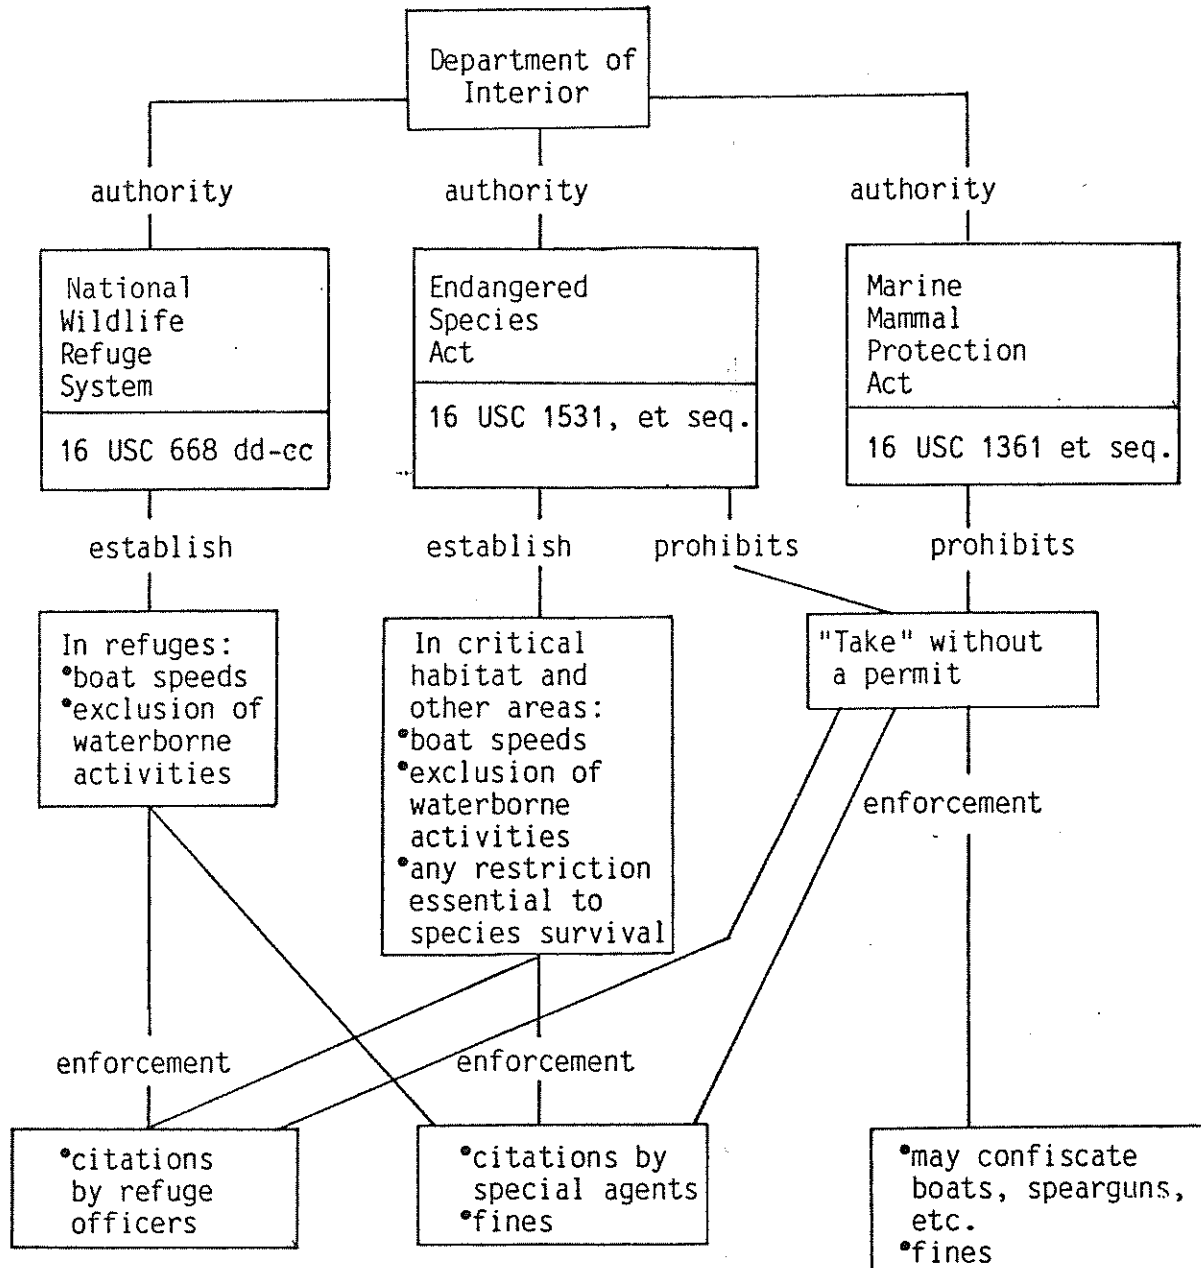 Department of
Interior
authority
authority
authority
National
Wildlife
Refuge
System
16 USC 668 dd-cc
Endangered
Species
Act
16 USC 1531, et seq.
Marine
Mammal
Protection
Act
16 USC 1361 et seq.
establish
establish
prohibits
prohibits
In refuges:
•boat speeds
•exclusion of
waterborne
activities
In critical
habitat and
other areas:
•boat speeds
•exclusion of
waterborne
activities
•any restriction
essential to
species survival
"Take" without
a permit
enforcement
enforcement
enforcement
•citations
by refuge
officers
•citations by
special agents
•fines
•may confiscate
boats, spearguns,
etc.
•fines